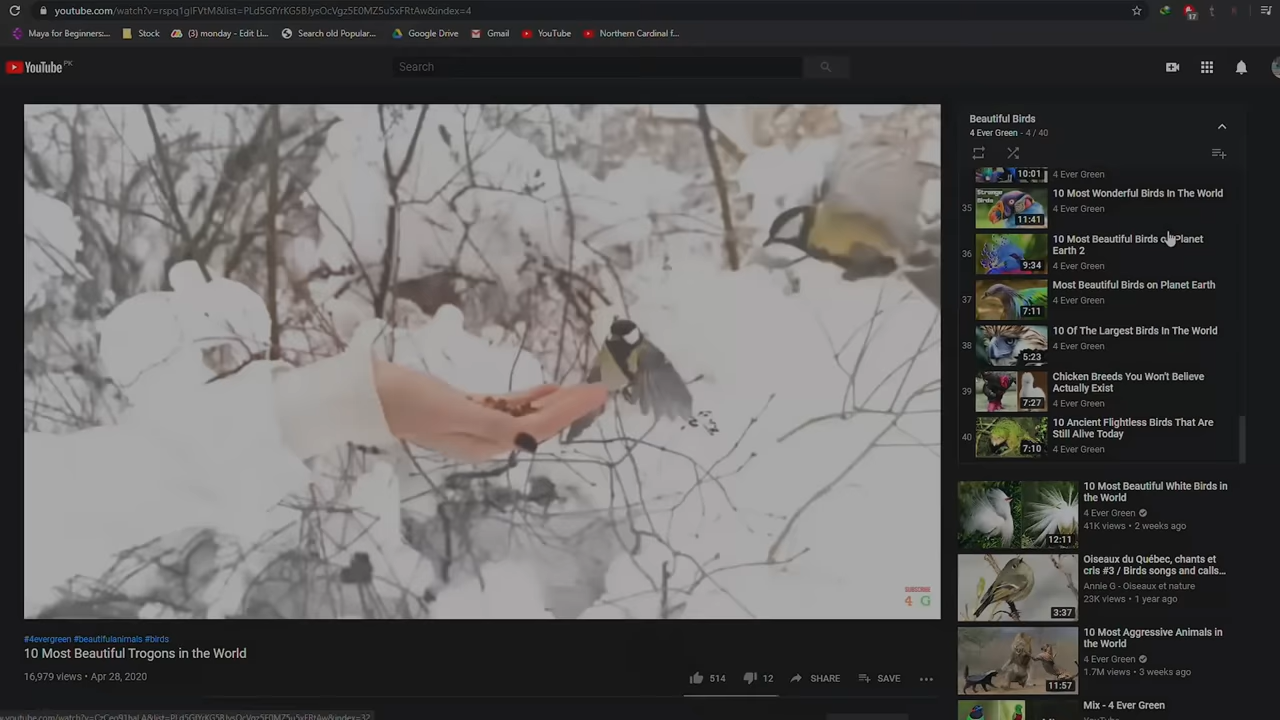 youtube.com/watch?v=rspq1gIFVtM&list=PLd5GfYrKG5BJysOcVgz5E0MZ5u5xFRtAw&index=4
17
Maya for Beginners:...
Stock
(3) monday - Edit Li...
Search old Popular...
Google Drive
Gmail
YouTube
Northern Cardinal f...
YouTube PK
Search
Beautiful Birds
4 Ever Green - 4 / 40
10:01
4 Ever Green
35
Strange Birds
11:41
10 Most Wonderful Birds In The World
4 Ever Green
36
9:34
10 Most Beautiful Birds on Planet
Earth 2
4 Ever Green
37
7:11
Most Beautiful Birds on Planet Earth
4 Ever Green
38
5:23
10 Of The Largest Birds In The World
4 Ever Green
39
7:27
Chicken Breeds You Won't Believe
Actually Exist
4 Ever Green
40
7:10
10 Ancient Flightless Birds That Are
Still Alive Today
4 Ever Green
12:11
10 Most Beautiful White Birds in
the World
4 Ever Green
41K views • 2 weeks ago
3:37
Oiseaux du Québec, chants et
cris #3 / Birds songs and calls...
Annie G - Oiseaux et nature
23K views • 1 year ago
11:57
10 Most Aggressive Animals in
the World
4 Ever Green
1.7M views • 3 weeks ago
Mix - 4 Ever Green
SUBSCRIBE
4 G
#4evergreen #beautifulanimals #birds
10 Most Beautiful Trogons in the World
16,979 views • Apr 28, 2020
514
12
SHARE
SAVE